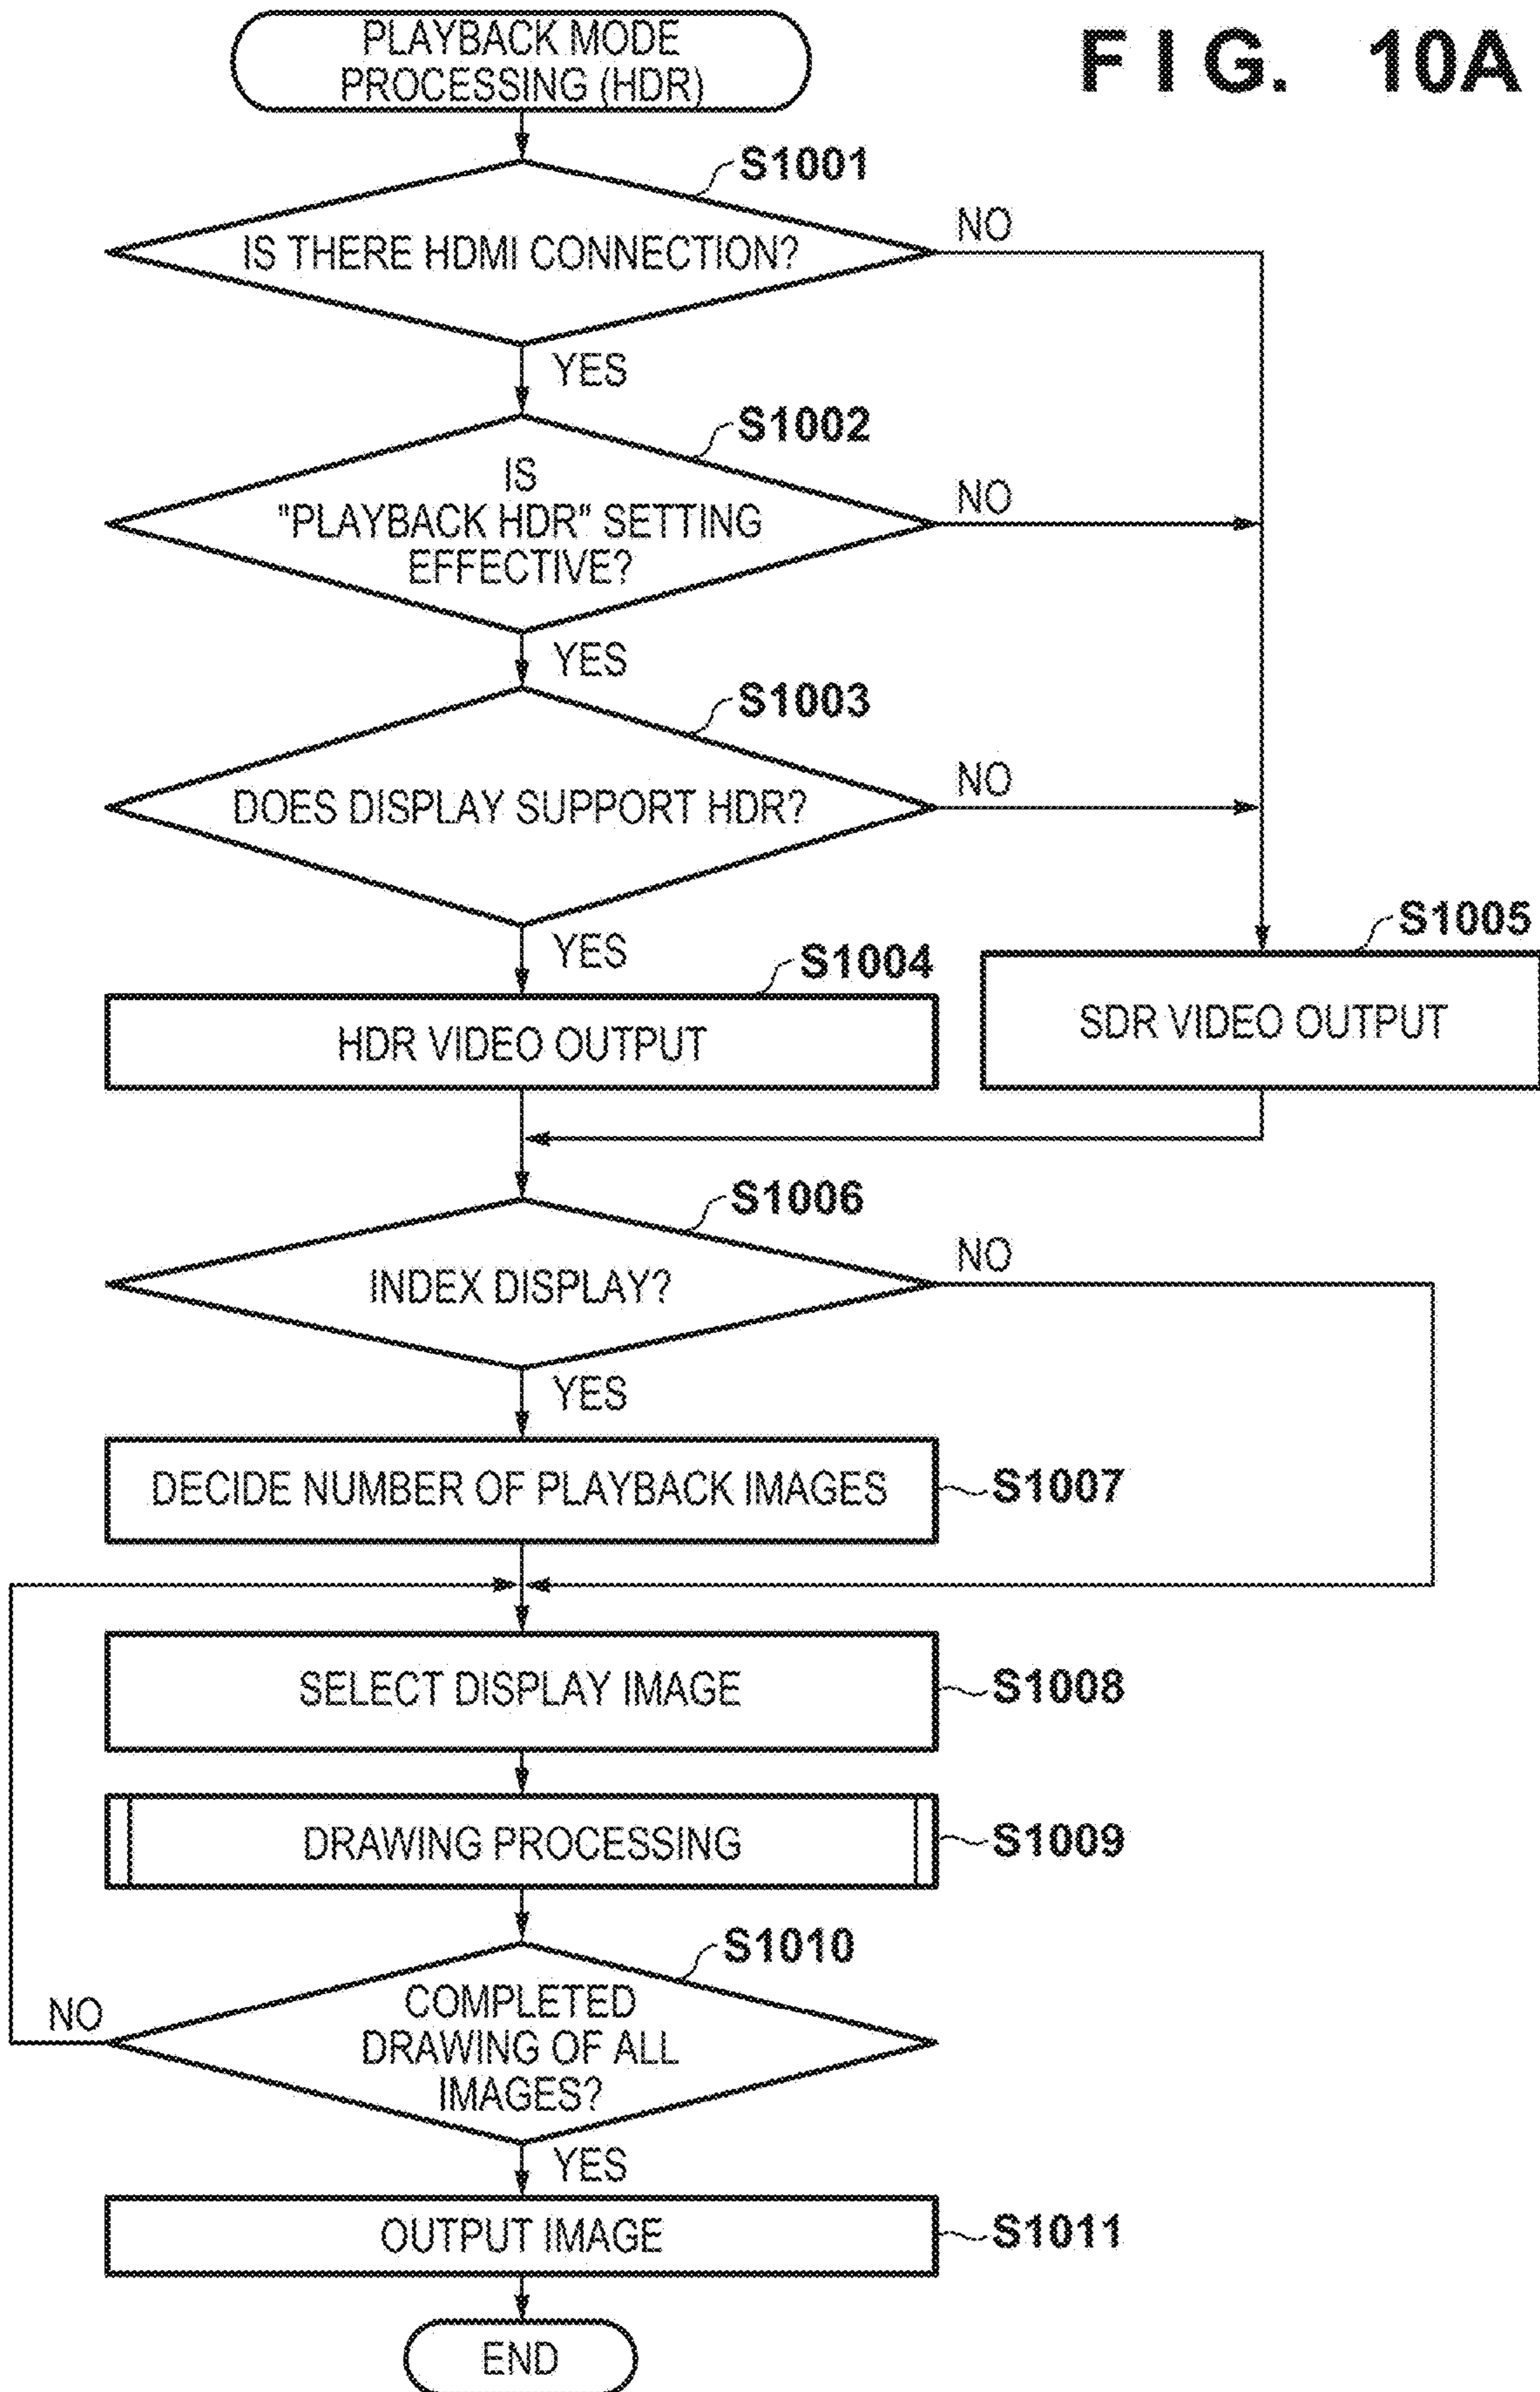 FIG. 10A
PLAYBACK MODE
PROCESSING (HDR)
S1001
IS THERE HDMI CONNECTION?
NO
YES
S1002
IS
"PLAYBACK HDR" SETTING
EFFECTIVE?
NO
YES
S1003
DOES DISPLAY SUPPORT HDR?
NO
YES
S1004
HDR VIDEO OUTPUT
S1005
SDR VIDEO OUTPUT
S1006
INDEX DISPLAY?
NO
YES
DECIDE NUMBER OF PLAYBACK IMAGES
S1007
SELECT DISPLAY IMAGE
S1008
DRAWING PROCESSING
S1009
S1010
COMPLETED
DRAWING OF ALL
IMAGES?
NO
YES
OUTPUT IMAGE
S1011
END